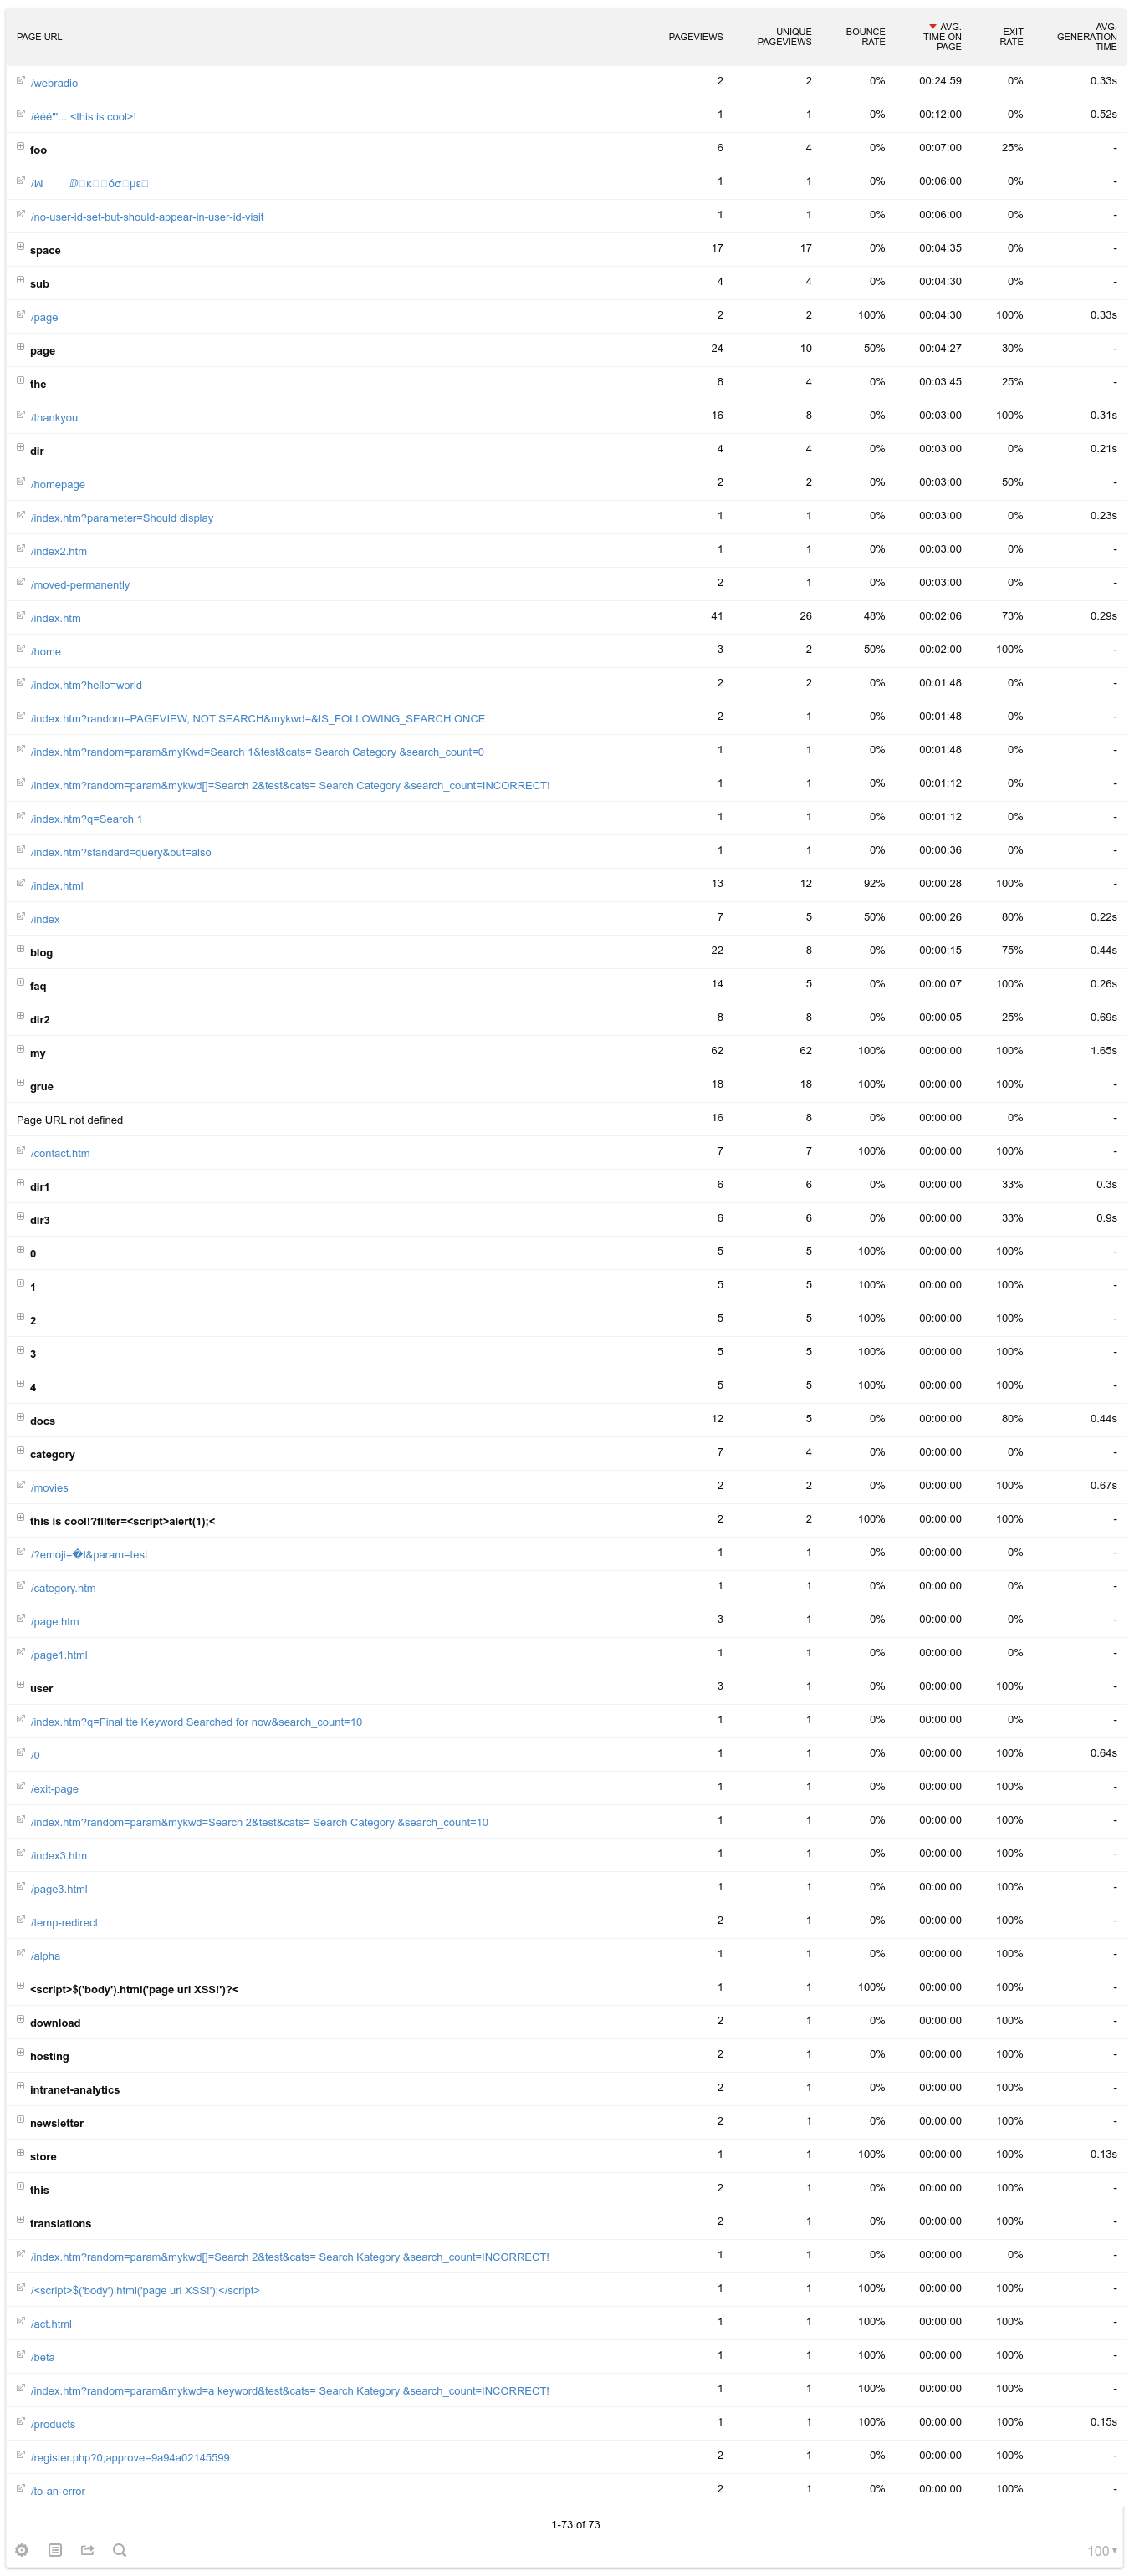 PAGE URL PAGEVIEWS UNIQUE PAGEVIEWS BOUNCE RATE AVG. TIME ON PAGE EXIT RATE AVG. GENERATION TIME
/webradio 2 2 0% 00:24:59 0% 0.33s
/ééé"'... <this is cool>! 1 1 0% 00:12:00 0% 0.52s
foo 6 4 0% 00:07:00 25% -
1 1 0% 00:06:00 0% -
/no-user-id-set-but-should-appear-in-user-id-visit 1 1 0% 00:06:00 0% -
space 17 17 0% 00:04:35 0% -
sub 4 4 0% 00:04:30 0% -
/page 2 2 100% 00:04:30 100% 0.33s
page 24 10 50% 00:04:27 30% -
the 8 4 0% 00:03:45 25% -
/thankyou 16 8 0% 00:03:00 100% 0.31s
dir 4 4 0% 00:03:00 0% 0.21s
/homepage 2 2 0% 00:03:00 50% -
/index.htm?parameter=Should display 1 1 0% 00:03:00 0% 0.23s
/index2.htm 1 1 0% 00:03:00 0% -
/moved-permanently 2 1 0% 00:03:00 0% -
/index.htm 41 26 48% 00:02:06 73% 0.29s
/home 3 2 50% 00:02:00 100% -
/index.htm?hello=world 2 2 0% 00:01:48 0% -
/index.htm?random=PAGEVIEW, NOT SEARCH&mykwd=&IS_FOLLOWING_SEARCH ONCE 2 1 0% 00:01:48 0% -
/index.htm?random=param&myKwd=Search 1&test&cats= Search Category &search_count=0 1 1 0% 00:01:48 0% -
/index.htm?random=param&mykwd[]=Search 2&test&cats= Search Category &search_count=INCORRECT! 1 1 0% 00:01:12 0% -
/index.htm?q=Search 1 1 1 0% 00:01:12 0% -
/index.htm?standard=query&but=also 1 1 0% 00:00:36 0% -
/index.html 13 12 92% 00:00:28 100% -
/index 7 5 50% 00:00:26 80% 0.22s
blog 22 8 0% 00:00:15 75% 0.44s
faq 14 5 0% 00:00:07 100% 0.26s
dir2 8 8 0% 00:00:05 25% 0.69s
my 62 62 100% 00:00:00 100% 1.65s
grue 18 18 100% 00:00:00 100% -
Page URL not defined 16 8 0% 00:00:00 0% -
/contact.htm 7 7 100% 00:00:00 100% -
dir1 6 6 0% 00:00:00 33% 0.3s
dir3 6 6 0% 00:00:00 33% 0.9s
0 5 5 100% 00:00:00 100% -
1 5 5 100% 00:00:00 100% -
2 5 5 100% 00:00:00 100% -
3 5 5 100% 00:00:00 100% -
4 5 5 100% 00:00:00 100% -
docs 12 5 0% 00:00:00 80% 0.44s
category 7 4 0% 00:00:00 0% -
/movies 2 2 0% 00:00:00 100% 0.67s
this is cool!?filter=<script>alert(1);< 2 2 100% 00:00:00 100% -
/?emoji=�l&param=test 1 1 0% 00:00:00 0% -
/category.htm 1 1 0% 00:00:00 0% -
/page.htm 3 1 0% 00:00:00 0% -
/page1.html 1 1 0% 00:00:00 0% -
user 3 1 0% 00:00:00 100% -
/index.htm?q=Final tte Keyword Searched for now&search_count=10 1 1 0% 00:00:00 0% -
/0 1 1 0% 00:00:00 100% 0.64s
/exit-page 1 1 0% 00:00:00 100% -
/index.htm?random=param&mykwd=Search 2&test&cats= Search Category &search_count=10 1 1 0% 00:00:00 100% -
/index3.htm 1 1 0% 00:00:00 100% -
/page3.html 1 1 0% 00:00:00 100% -
/temp-redirect 2 1 0% 00:00:00 100% -
/alpha 1 1 0% 00:00:00 100% -
<script>$('body').html('page url XSS!')?< 1 1 100% 00:00:00 100% -
download 2 1 0% 00:00:00 100% -
hosting 2 1 0% 00:00:00 100% -
intranet-analytics 2 1 0% 00:00:00 100% -
newsletter 2 1 0% 00:00:00 100% -
store 1 1 100% 00:00:00 100% 0.13s
this 2 1 0% 00:00:00 100% -
translations 2 1 0% 00:00:00 100% -
/index.htm?random=param&mykwd[]=Search 2&test&cats= Search Kategory &search_count=INCORRECT! 1 1 0% 00:00:00 0% -
/<script>$('body').html('page url XSS!');</script> 1 1 100% 00:00:00 100% -
/act.html 1 1 100% 00:00:00 100% -
/beta 1 1 100% 00:00:00 100% -
/index.htm?random=param&mykwd=a keyword&test&cats= Search Kategory &search_count=INCORRECT! 1 1 100% 00:00:00 100% -
/products 1 1 100% 00:00:00 100% 0.15s
/register.php?0,approve=9a94a02145599 2 1 0% 00:00:00 100% -
/to-an-error 2 1 0% 00:00:00 100% -
1-73 of 73
100